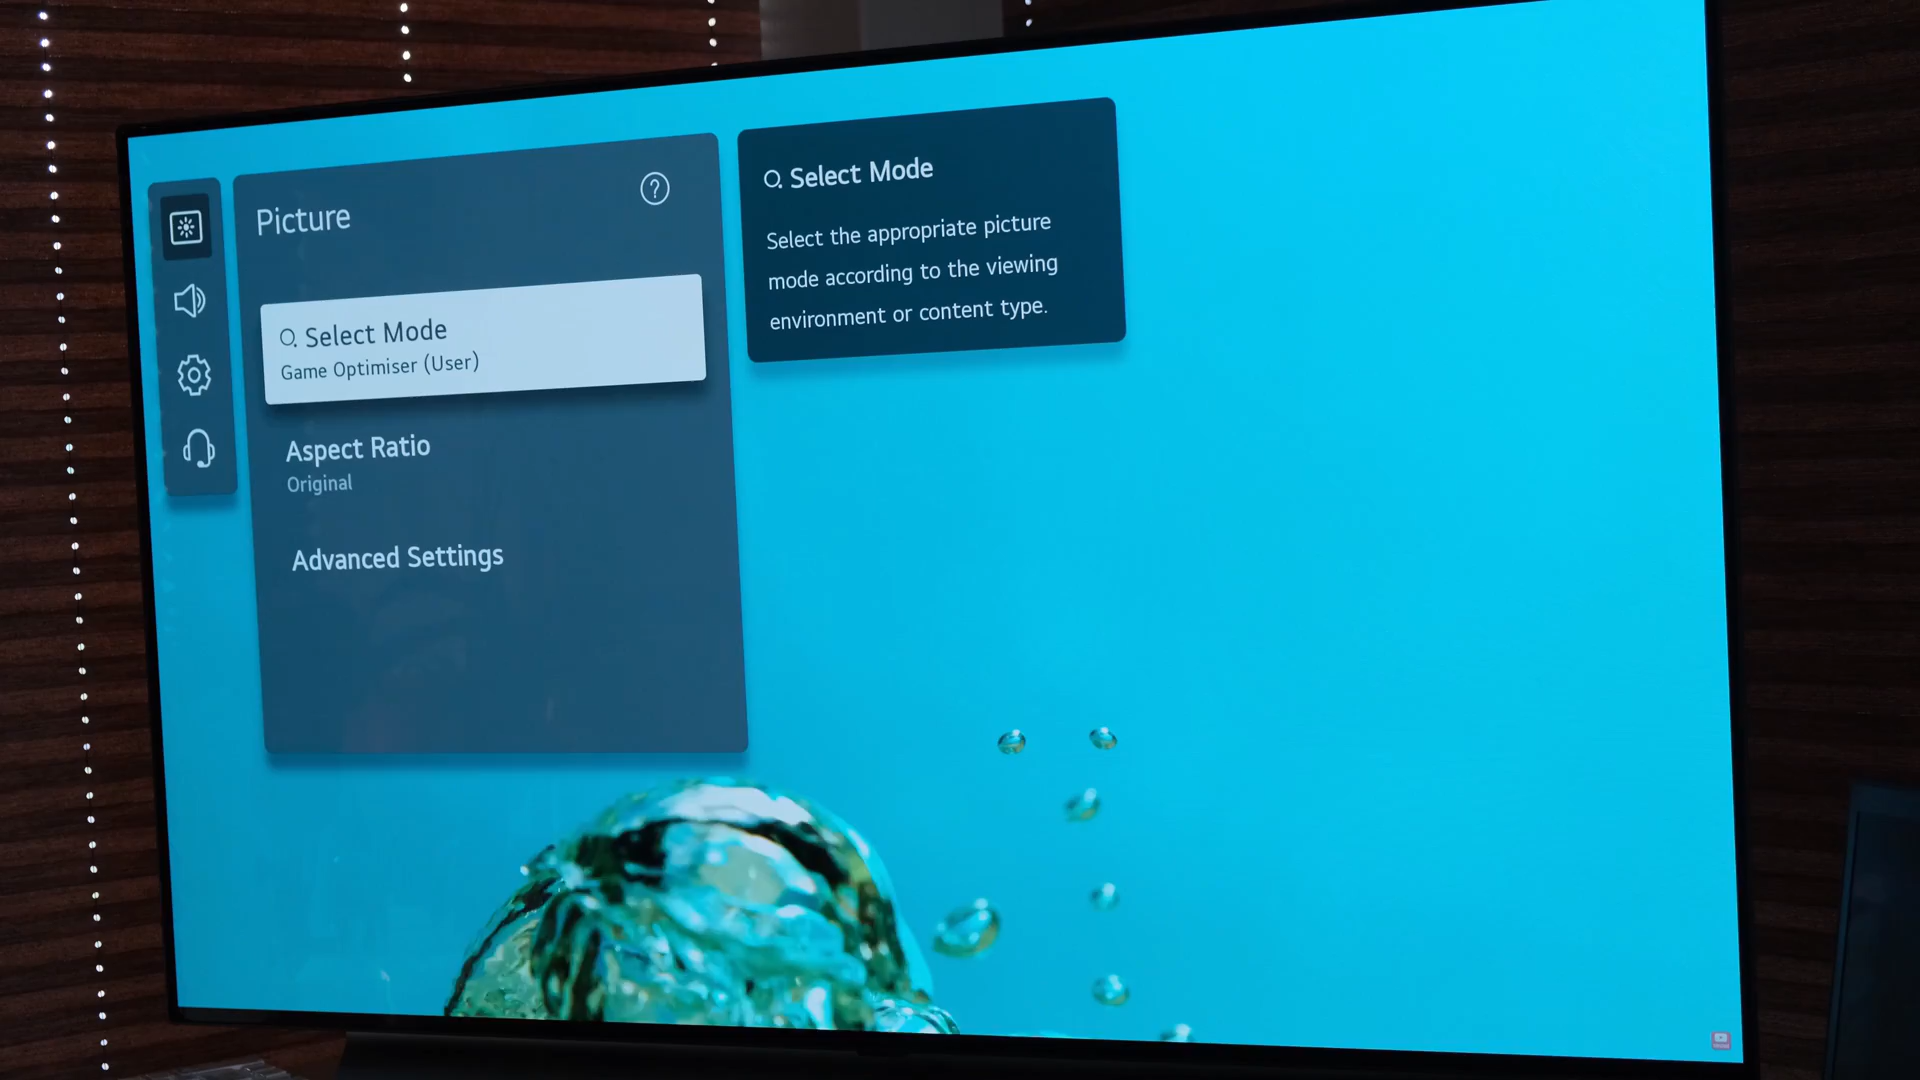 Picture
?
Select Mode
Game Optimiser (User)
Aspect Ratio
Original
Advanced Settings
Select Mode
Select the appropriate picture
mode according to the viewing
environment or content type.